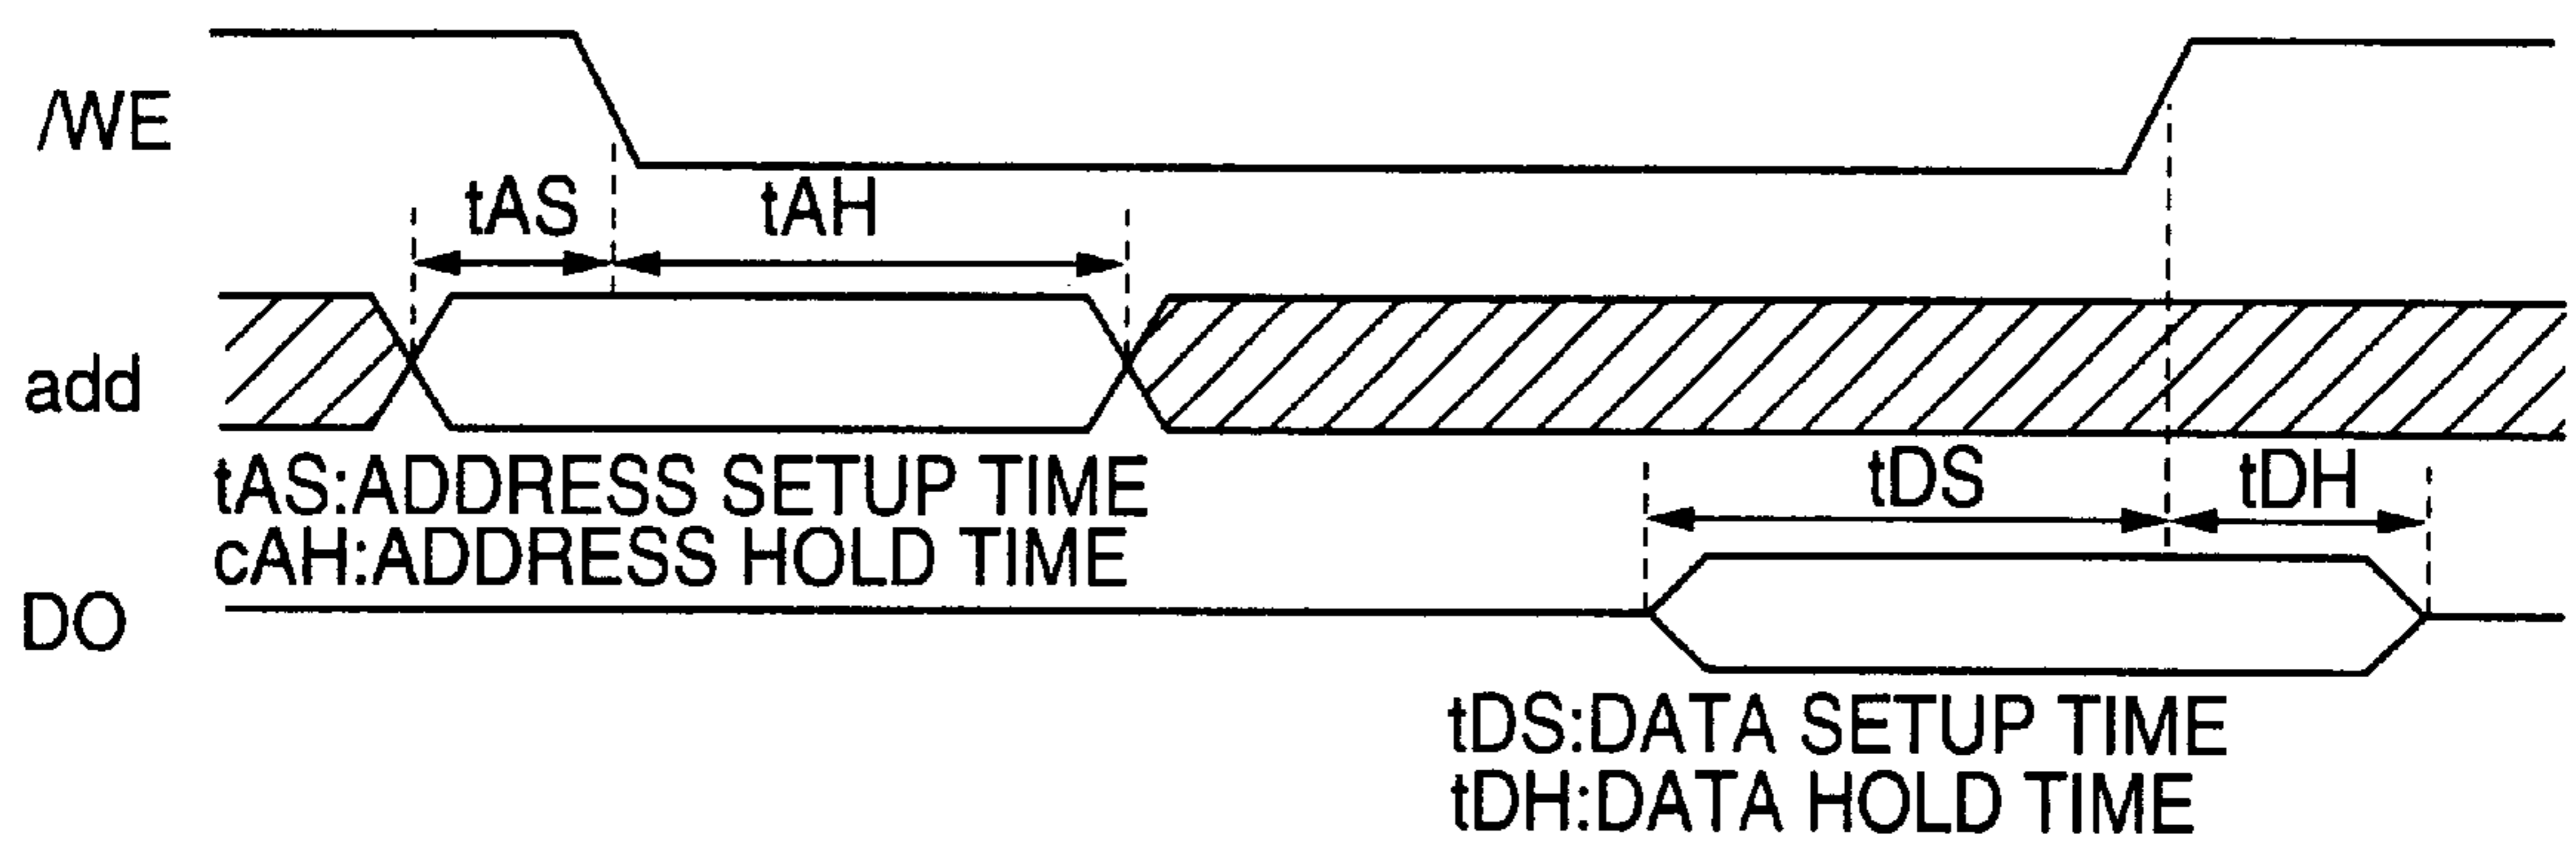 /WE
tAS tAH
add
tDS tDH
tAS:ADDRESS SETUP TIME
cAH:ADDRESS HOLD TIME
DO
tDS:DATA SETUP TIME
tDH:DATA HOLD TIME